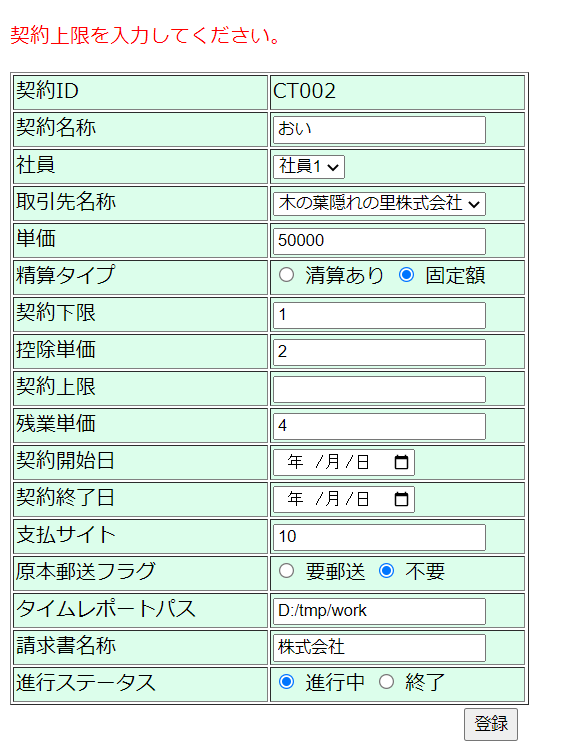 契約上限を入力してください。
契約ID CT002
契約名称 おい
社員 社員1
取引先名称 木の葉隠れの里株式会社
単価 50000
精算タイプ 清算あり 固定額
契約下限 1
控除単価 2
契約上限
残業単価 4
契約開始日 年 /月/日
契約終了日 年 /月/日
支払サイト 10
原本郵送フラグ 要郵送 不要
タイムレポートパス D:/tmp/work
請求書名称 株式会社
進行ステータス 進行中 終了
登録